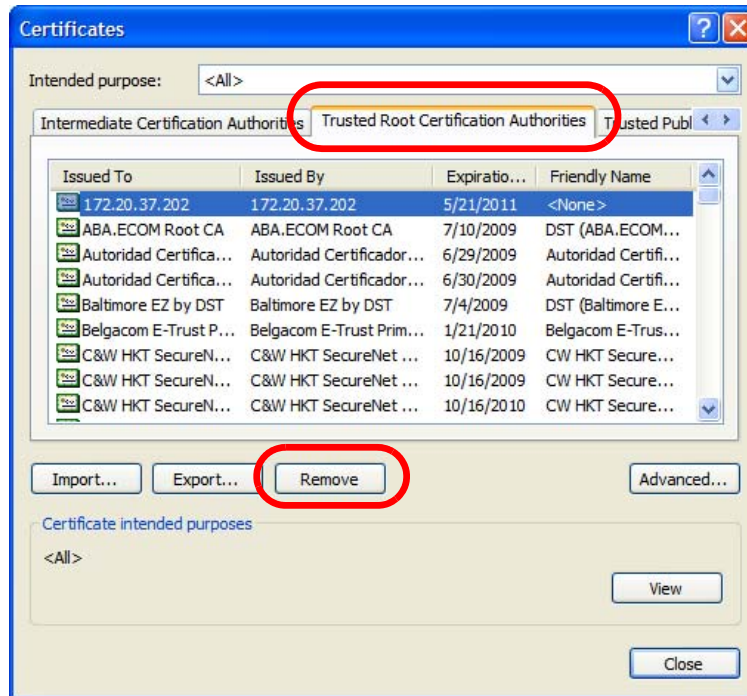 Certificates
Intended purpose: <All>
Intermediate Certification Authorities Trusted Root Certification Authorities Trusted Publ
Issued To Issued By Expiratio... Friendly Name
172.20.37.202 172.20.37.202 5/21/2011 <None>
ABA.ECOM Root CA ABA.ECOM Root CA 7/10/2009 DST (ABA.ECOM...
Autoridad Certifica... Autoridad Certificador... 6/29/2009 Autoridad Certifi...
Autoridad Certifica... Autoridad Certificador... 6/30/2009 Autoridad Certifi...
Baltimore EZ by DST Baltimore EZ by DST 7/4/2009 DST (Baltimore E...
Belgacom E-Trust P... Belgacom E-Trust Prim... 1/21/2010 Belgacom E-Trus...
C&W HKT SecureN... C&W HKT SecureNet ... 10/16/2009 CW HKT Secure...
C&W HKT SecureN... C&W HKT SecureNet ... 10/16/2009 CW HKT Secure...
C&W HKT SecureN... C&W HKT SecureNet ... 10/16/2010 CW HKT Secure...
Import... Export... Remove Advanced...
Certificate intended purposes
<All>
View
Close